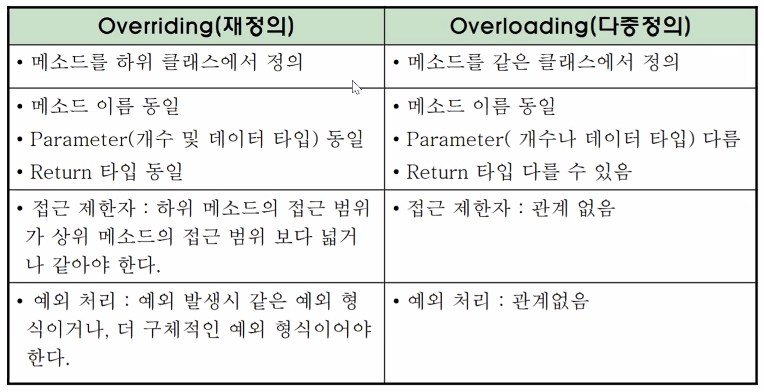 Overriding(재정의)
Overloading(다중정의)
• 메소드를 하위 클래스에서 정의
• 메소드를 같은 클래스에서 정의
• 메소드 이름 동일
• Parameter(개수 및 데이터 타입) 동일
• Return 타입 동일
• 메소드 이름 동일
• Parameter( 개수나 데이터 타입) 다름
• Return 타입 다를 수 있음
• 접근 제한자 : 하위 메소드의 접근 범위
가 상위 메소드의 접근 범위 보다 넓거
나 같아야 한다.
• 접근 제한자 : 관계 없음
• 예외 처리 : 예외 발생시 같은 예외 형
식이거나, 더 구체적인 예외 형식이어야
한다.
• 예외 처리 : 관계없음